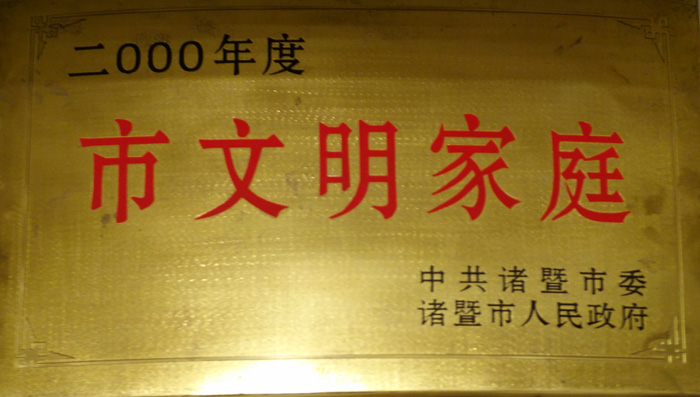 二000年度
市文明家庭
中共诸暨市委
诸暨市人民政府